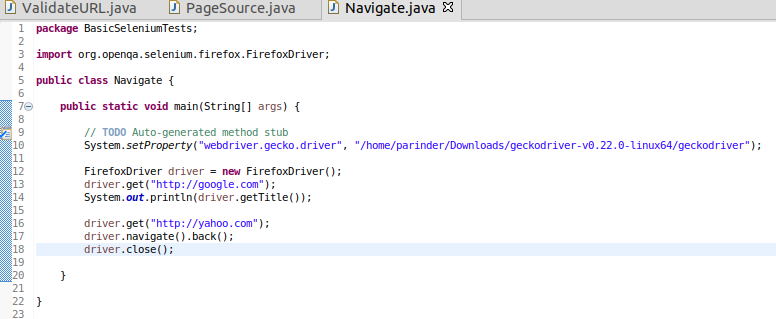 ValidateURL.java PageSource.java Navigate.java
1 package BasicSeleniumTests;
2
3 import org.openqa.selenium.firefox.FirefoxDriver;
4
5 public class Navigate {
6
7 public static void main(String[] args) {
8
9 // TODO Auto-generated method stub
10 System.setProperty("webdriver.gecko.driver", "/home/parinder/Downloads/geckodriver-v0.22.0-linux64/geckodriver");
11
12 FirefoxDriver driver = new FirefoxDriver();
13 driver.get("http://google.com");
14 System.out.println(driver.getTitle());
15
16 driver.get("http://yahoo.com");
17 driver.navigate().back();
18 driver.close();
19
20 }
21
22 }
23